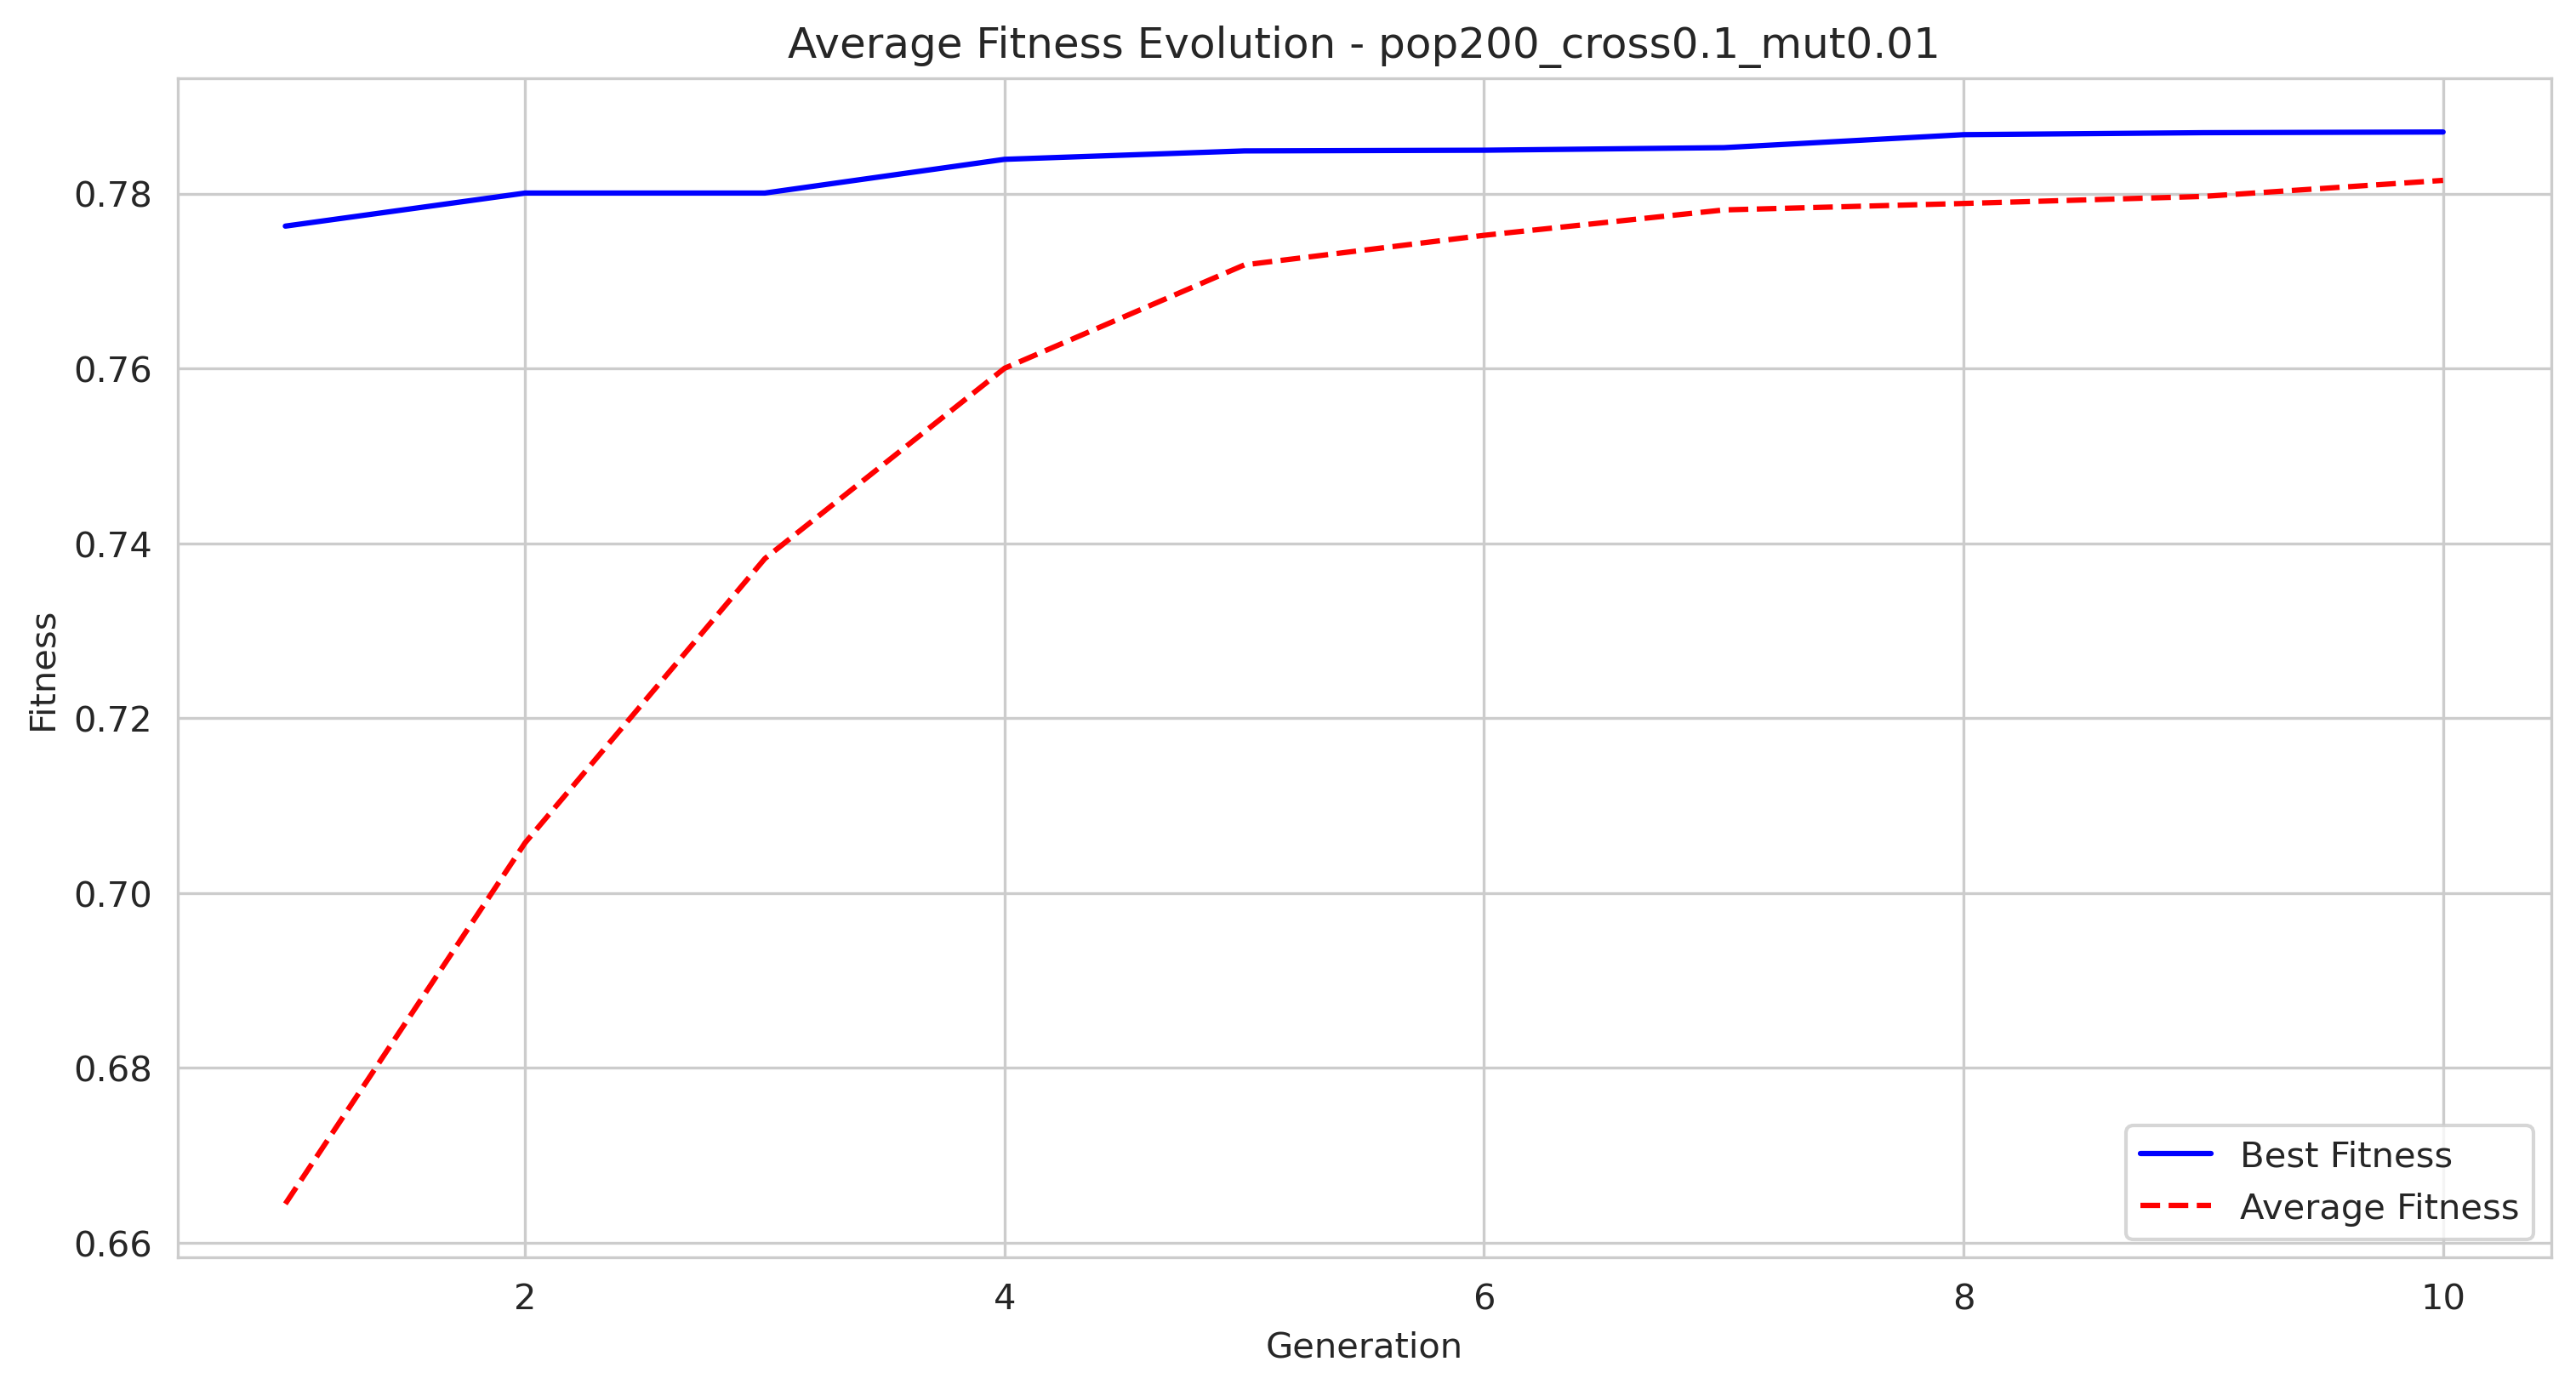 Average Fitness Evolution - pop200_cross0.1_mut0.01
0.78
0.76
0.74
0.72
0.70
0.68
0.66
Fitness
2 4 6 8 10
Generation
Best Fitness
Average Fitness